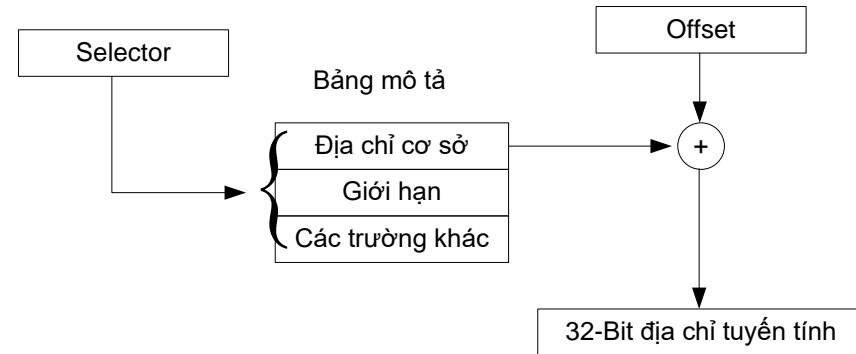 Offset
Selector
Bảng mô tả
Địa chỉ cơ sở
+
Giới hạn
Các trường khác
32-Bit địa chỉ tuyến tính